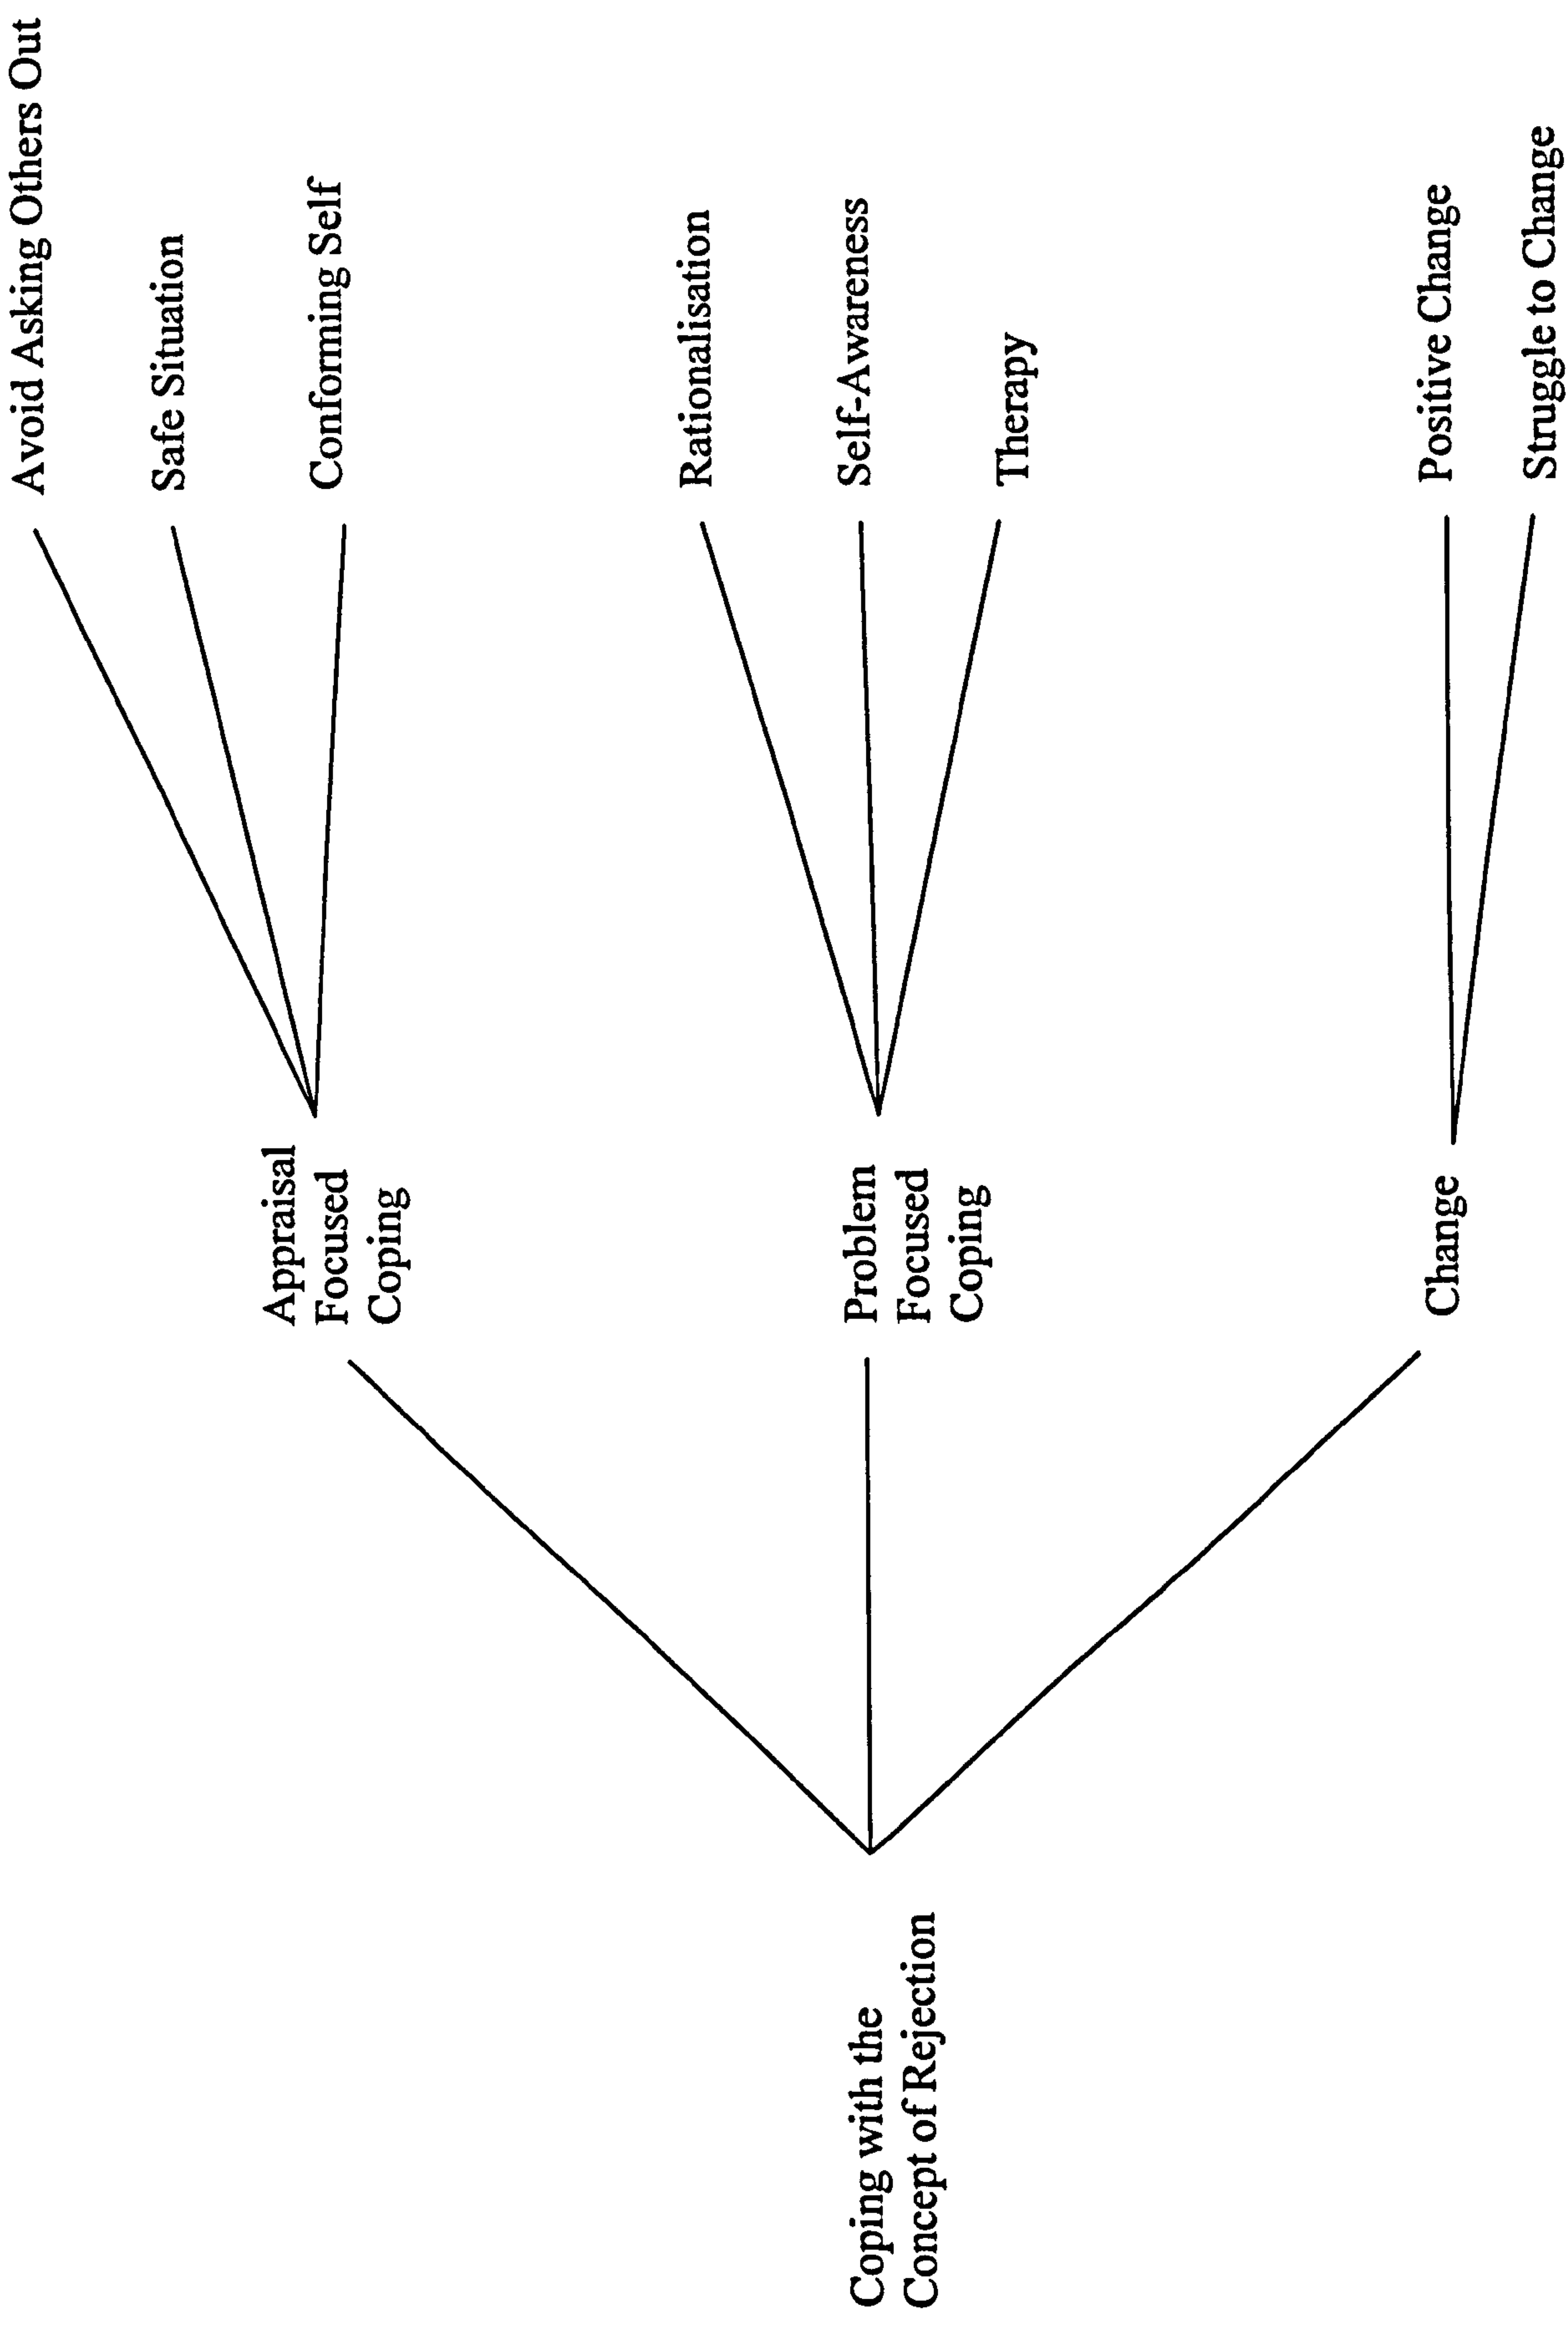 Coping with the
Concept of Rejection
Appraisal
Focused
Coping
Avoid Asking Others Out
Safe Situation
Conforming Self
Problem
Focused
Coping
Rationalisation
Self-Awareness
Therapy
Change
Positive Change
Struggle to Change